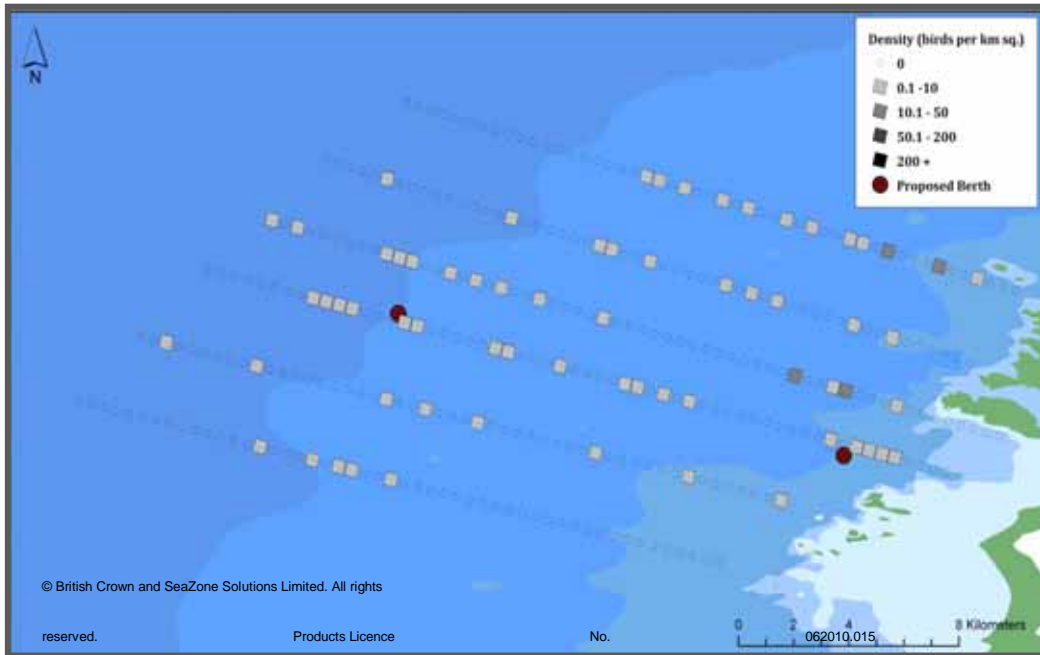 N
Density (birds per km sq.)
0
0.1 -10
10.1 - 50
50.1 - 200
200 +
Proposed Berth
© British Crown and SeaZone Solutions Limited. All rights
reserved. Products Licence No. 062010.015
0 2 4 8 Kilometers